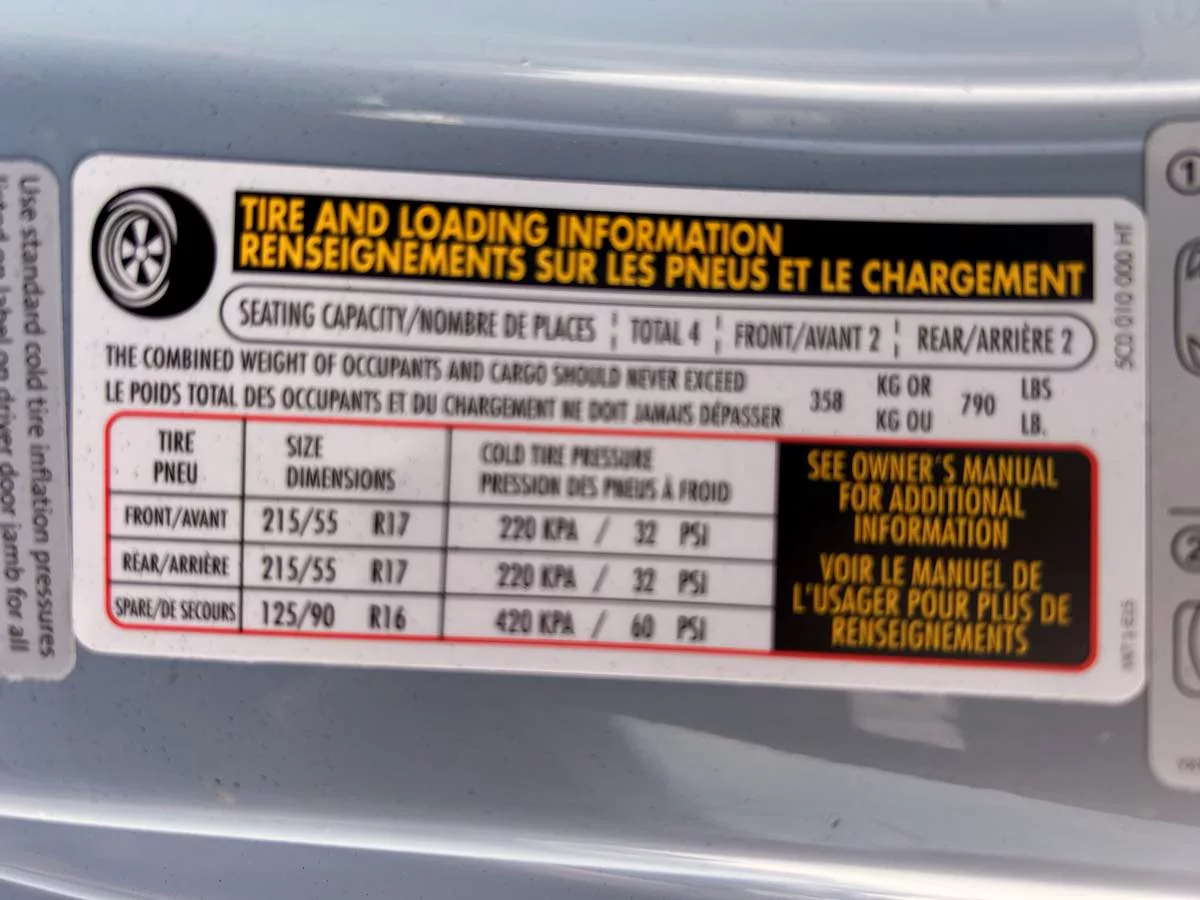 TIRE AND LOADING INFORMATION
RENSEIGNEMENTS SUR LES PNEUS ET LE CHARGEMENT
SEATING CAPACITY/NOMBRE DE PLACES ¦ TOTAL 4 ¦ FRONT/AVANT 2 ¦ REAR/ARRIÈRE 2
THE COMBINED WEIGHT OF OCCUPANTS AND CARGO SHOULD NEVER EXCEED 358 KG OR 790 LBS
LE POIDS TOTAL DES OCCUPANTS ET DU CHARGEMENT NE DOIT JAMAIS DÉPASSER KG OU LB.
TIRE SIZE COLD TIRE PRESSURE
PNEU DIMENSIONS PRESSION DES PNEUS À FROID
FRONT/AVANT 215/55 R17 220 KPA / 32 PSI
REAR/ARRIÈRE 215/55 R17 220 KPA / 32 PSI
SPARE/DE SECOURS 125/90 R16 420 KPA / 60 PSI
SEE OWNER'S MANUAL
FOR ADDITIONAL
INFORMATION
VOIR LE MANUEL DE
L'USAGER POUR PLUS DE
RENSEIGNEMENTS
5C0 010 000 HT
Use standard cold tire inflation pressures
listed on label on driver door jamb for all
1
2